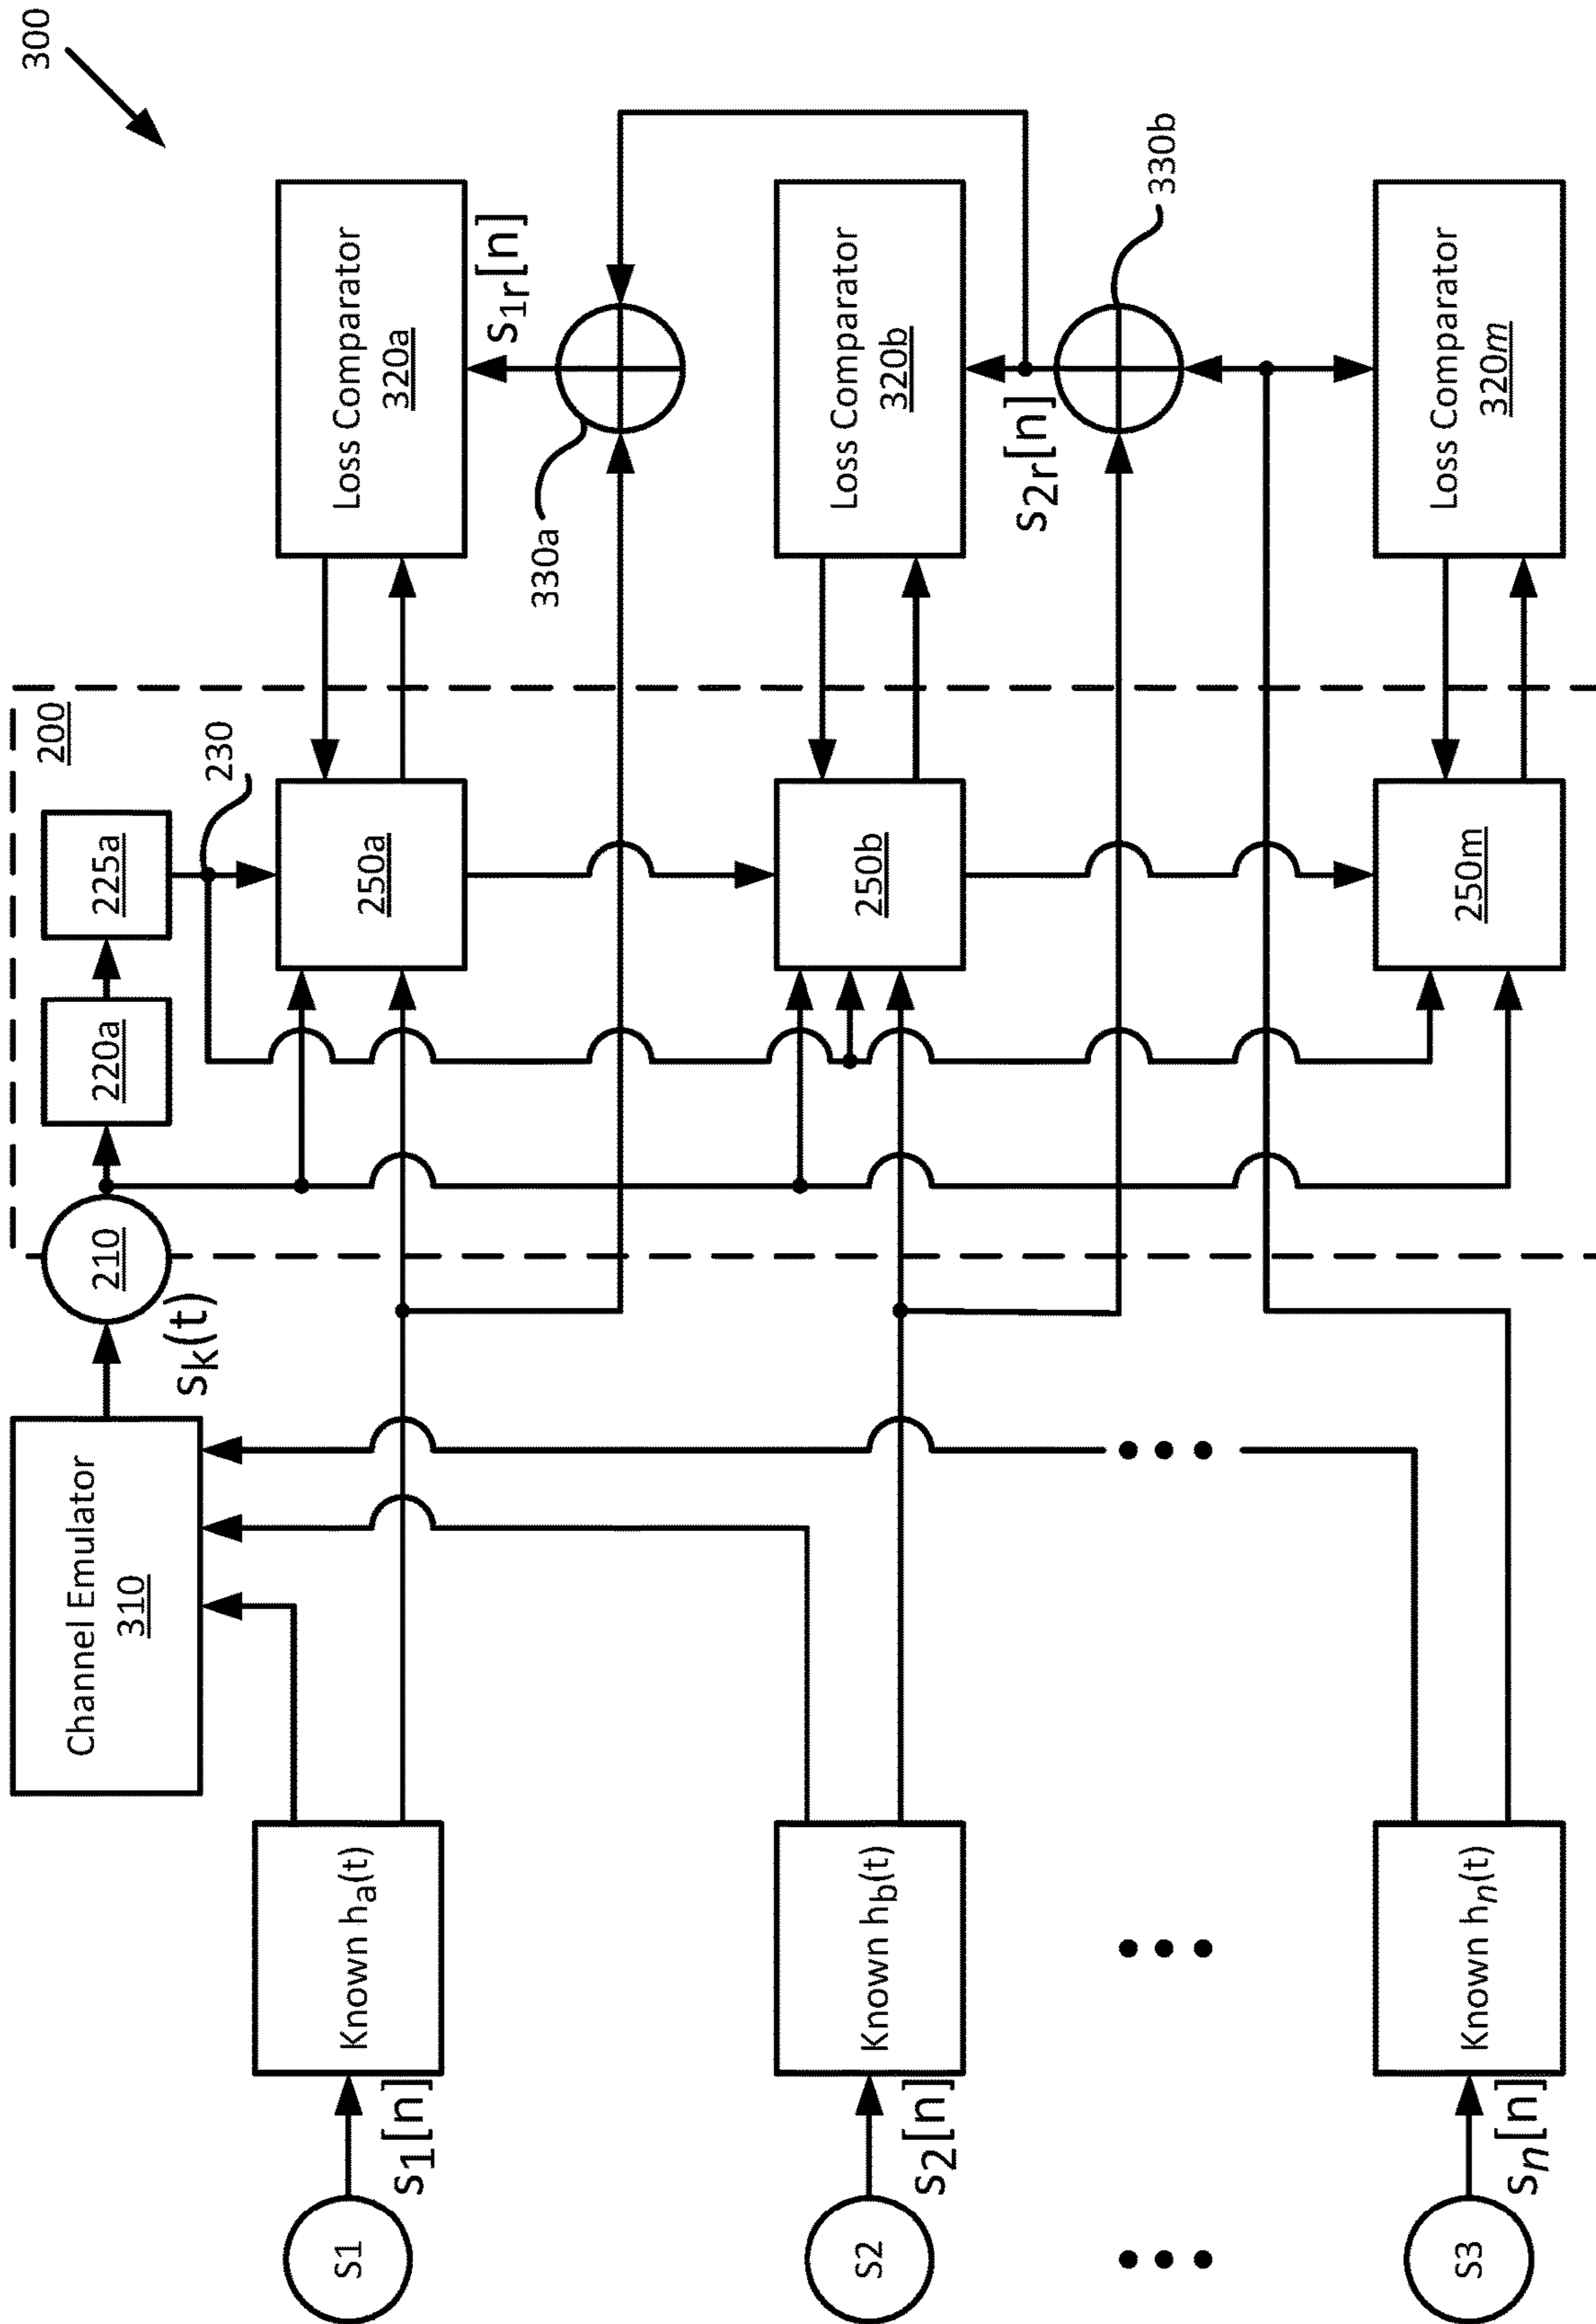 300
200
Channel Emulator
310
sk(t)
210
220a
225a
230
S1
s1[n]
Known ha(t)
250a
Loss Comparator
320a
s1r[n]
330a
S2
s2[n]
Known hb(t)
250b
Loss Comparator
320b
s2r[n]
330b
S3
sn[n]
Known hn(t)
250m
Loss Comparator
320m